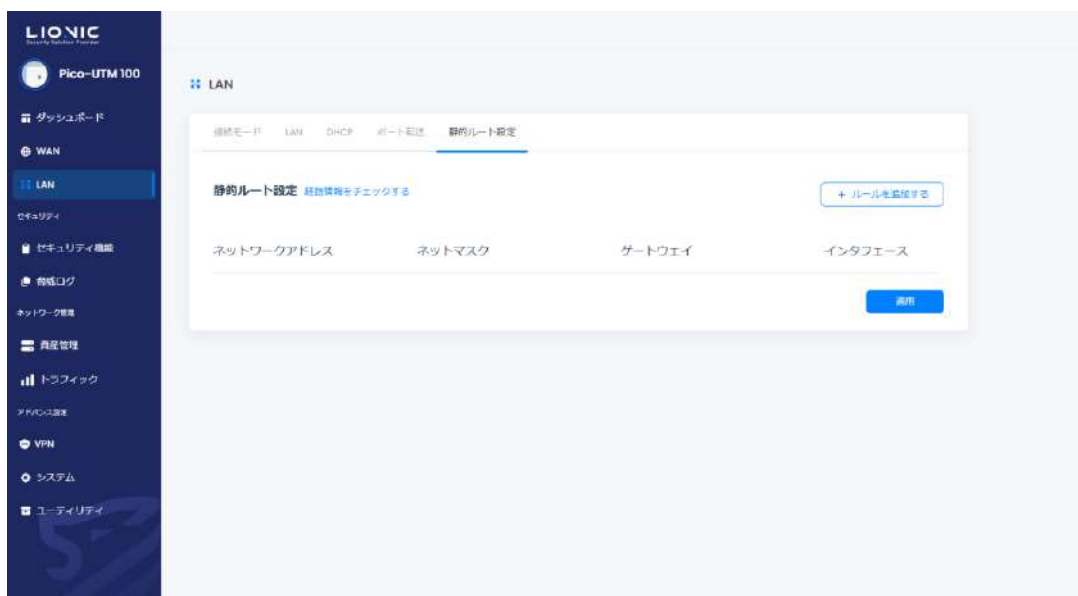 LIONIC
Security Solution Provider
Pico-UTM 100
ダッシュボード
WAN
LAN
セキュリティ
セキュリティ機能
脅威ログ
ネットワーク管理
資産管理
トラフィック
アドバンス設定
VPN
システム
ユーティリティ
LAN
接続モード LAN DHCP ポート転送 静的ルート設定
静的ルート設定 経路情報をチェックする
+ ルールを追加する
ネットワークアドレス ネットマスク ゲートウェイ インタフェース
適用